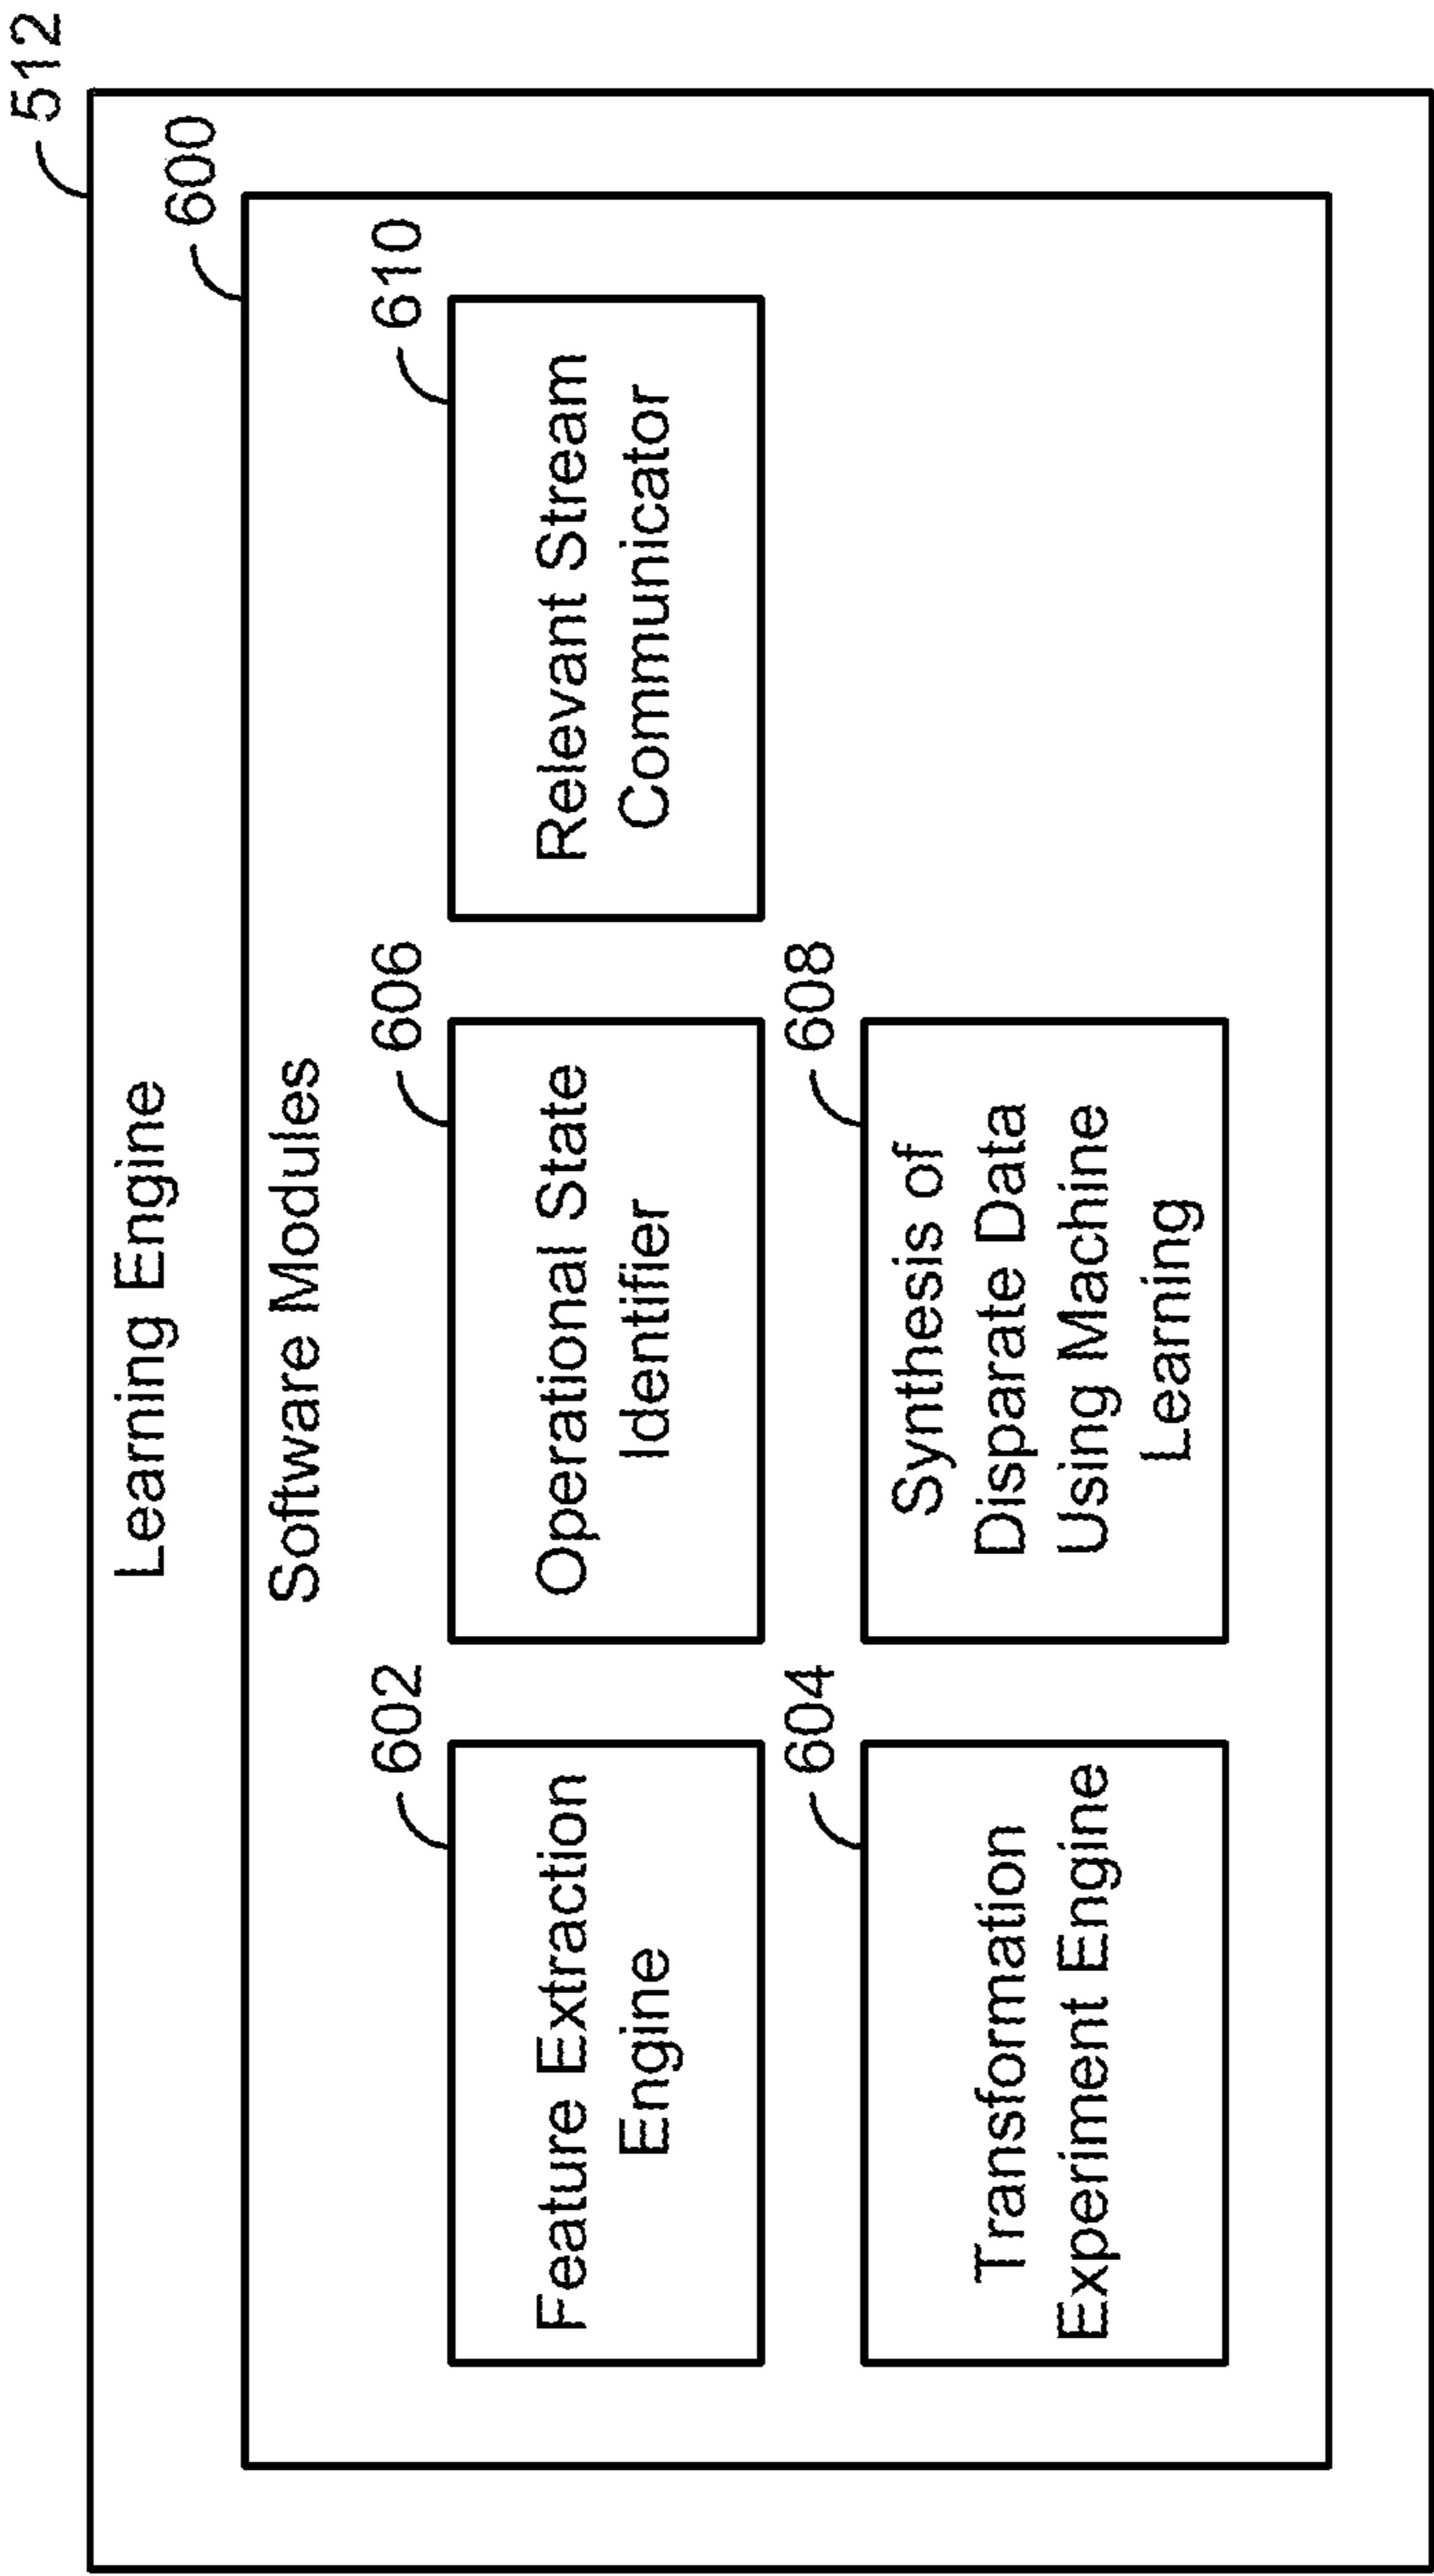 512
Learning Engine
600
Software Modules
602
Feature Extraction
Engine
606
Operational State
Identifier
610
Relevant Stream
Communicator
604
Transformation
Experiment Engine
608
Synthesis of
Disparate Data
Using Machine
Learning